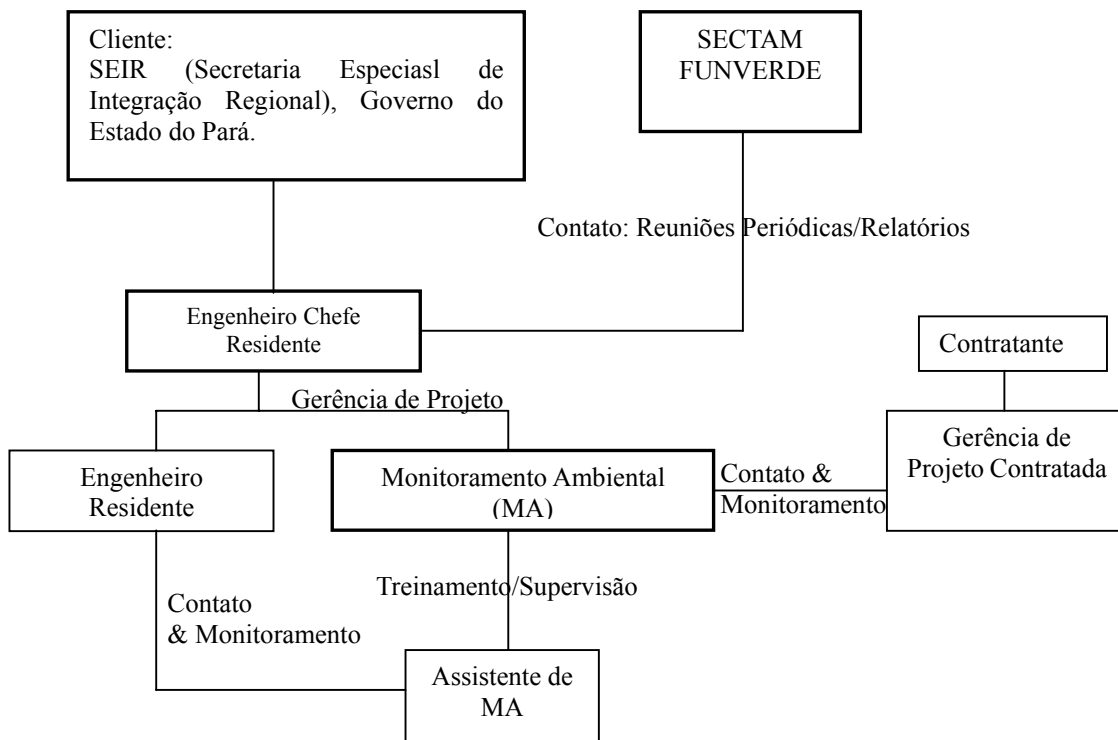 Cliente:
SEIR (Secretaria Especiasl de
Integração Regional), Governo do
Estado do Pará.
SECTAM
FUNVERDE
Contato: Reuniões Periódicas/Relatórios
Engenheiro Chefe
Residente
Contratante
Gerência de Projeto
Engenheiro
Residente
Monitoramento Ambiental
(MA)
Contato &
Monitoramento
Gerência de
Projeto Contratada
Treinamento/Supervisão
Contato
& Monitoramento
Assistente de
MA